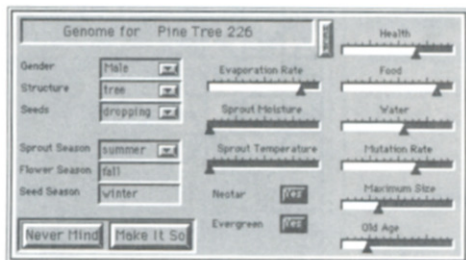 Genome for Pine Tree 226
Gender Male
Structure tree
Seeds dropping
Sprout Season summer
Flower Season fall
Seed Season winter
Never Mind Make It So
Evaporation Rate
Sprout Moisture
Sprout Temperature
Nectar yes
Evergreen yes
Health
Food
Water
Mutation Rate
Maximum Size
Old Age